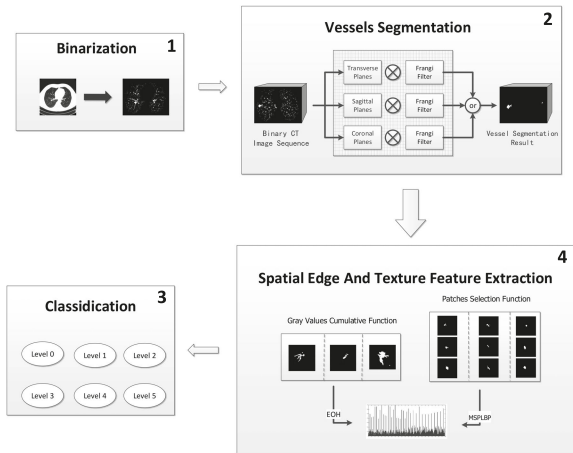 Binarization 1
Vessels Segmentation 2
Transverse
Planes
Frangi
Filter
Sagittal
Planes
Frangi
Filter
Coronal
Planes
Frangi
Filter
or
Binary CT
Image Sequence
Vessel Segmentation
Result
Classidication 3
Level 0
Level 1
Level 2
Level 3
Level 4
Level 5
4
Spatial Edge And Texture Feature Extraction
Gray Values Cumulative Function
Patches Selection Function
EOH
MSPLBP